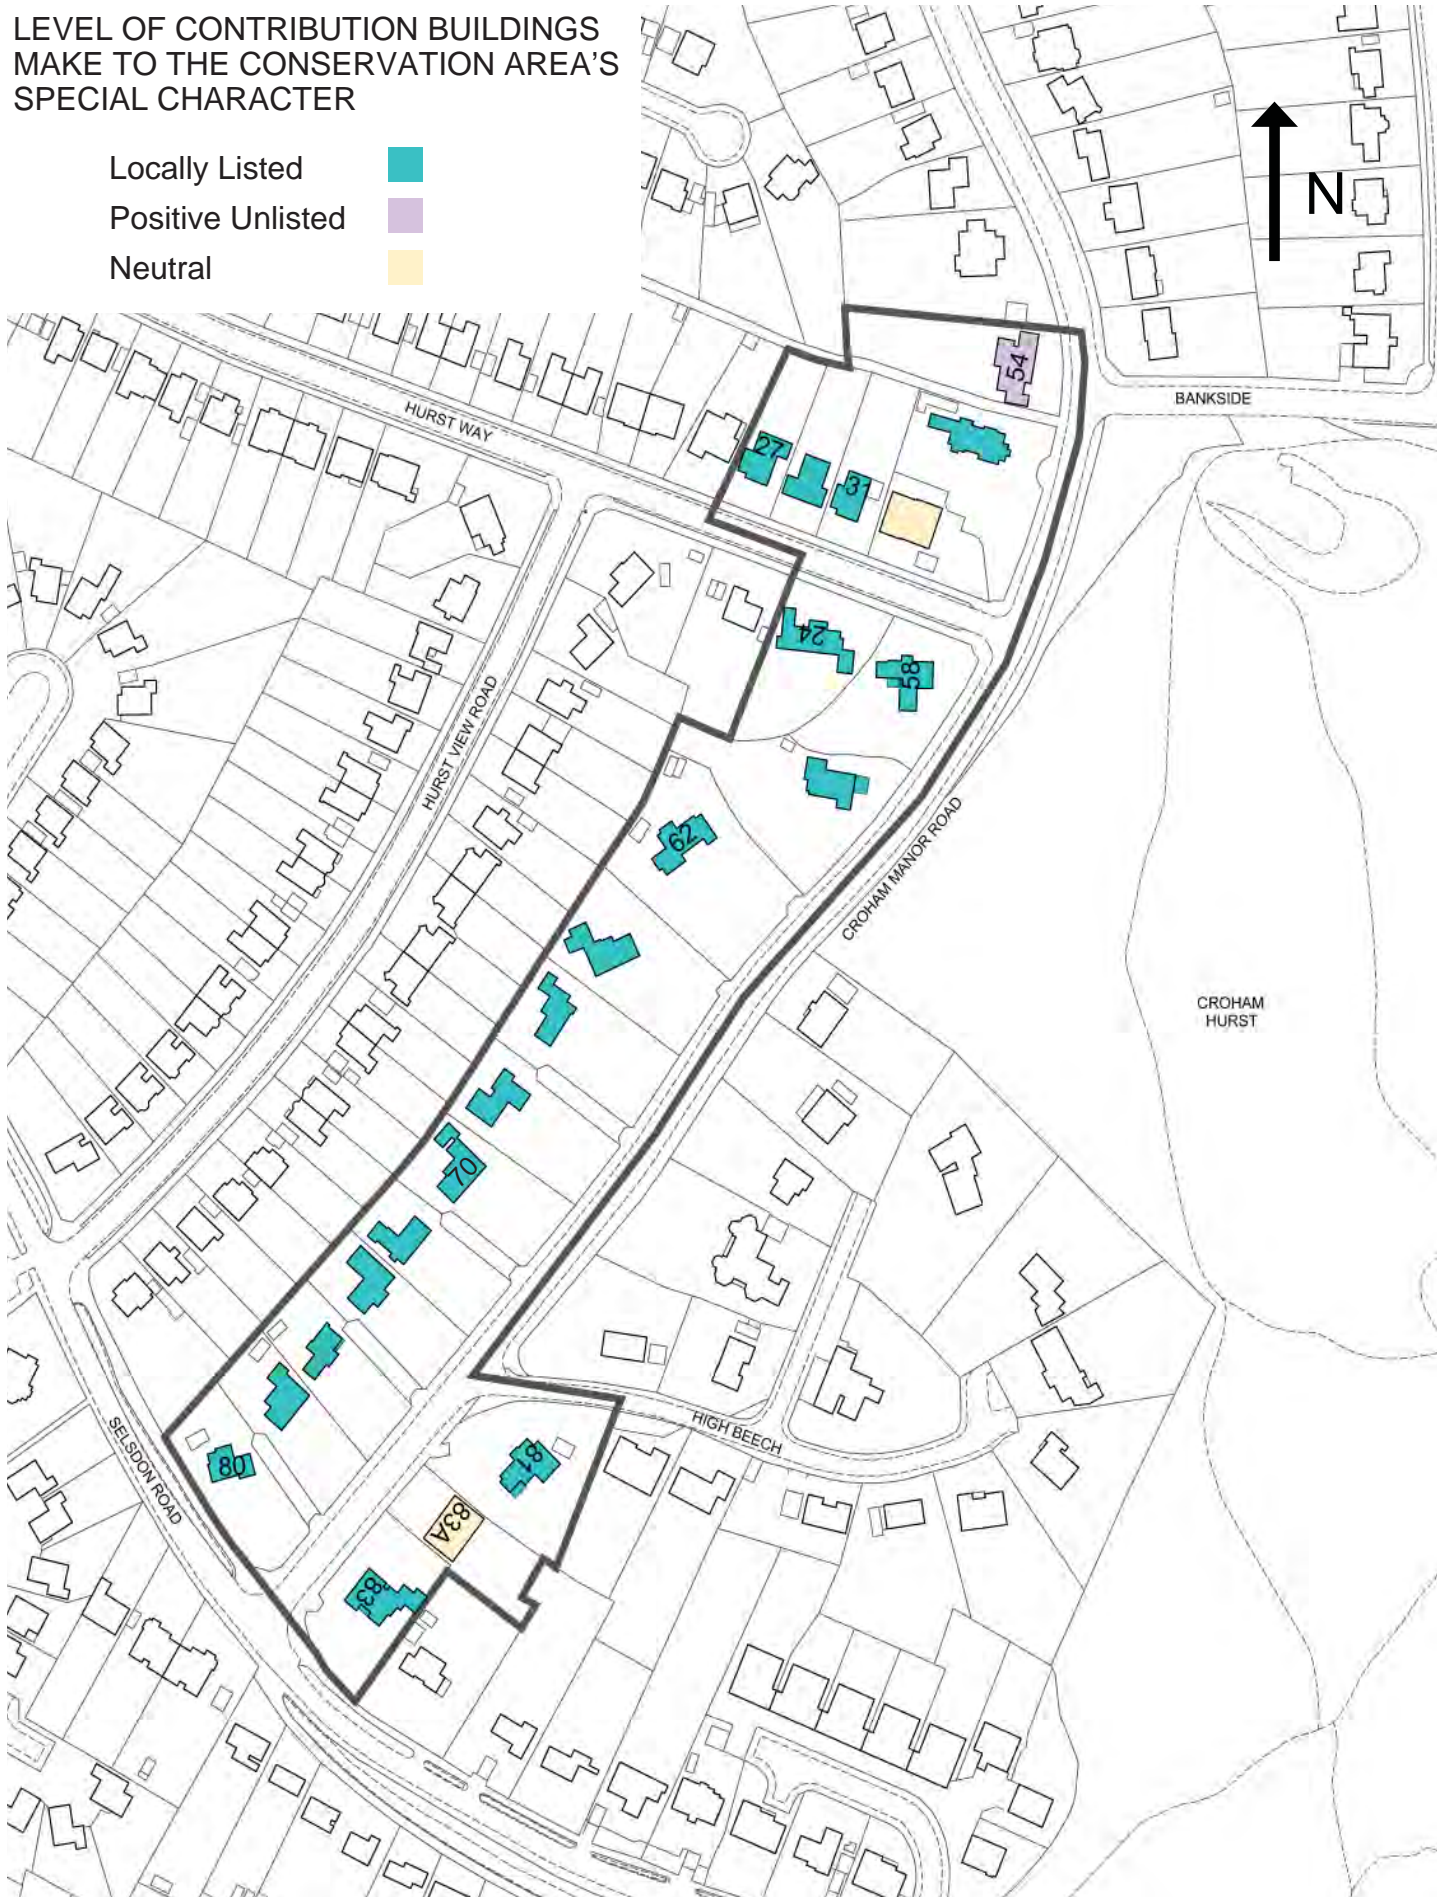 LEVEL OF CONTRIBUTION BUILDINGS
MAKE TO THE CONSERVATION AREA'S
SPECIAL CHARACTER
Locally Listed
Positive Unlisted
Neutral
N
54
BANKSIDE
HURST WAY
27
31
24
58
HURST VIEW ROAD
62
CROHAM MANOR ROAD
CROHAM
HURST
70
HIGH BEECH
SELSDON ROAD
80
81
83A
83